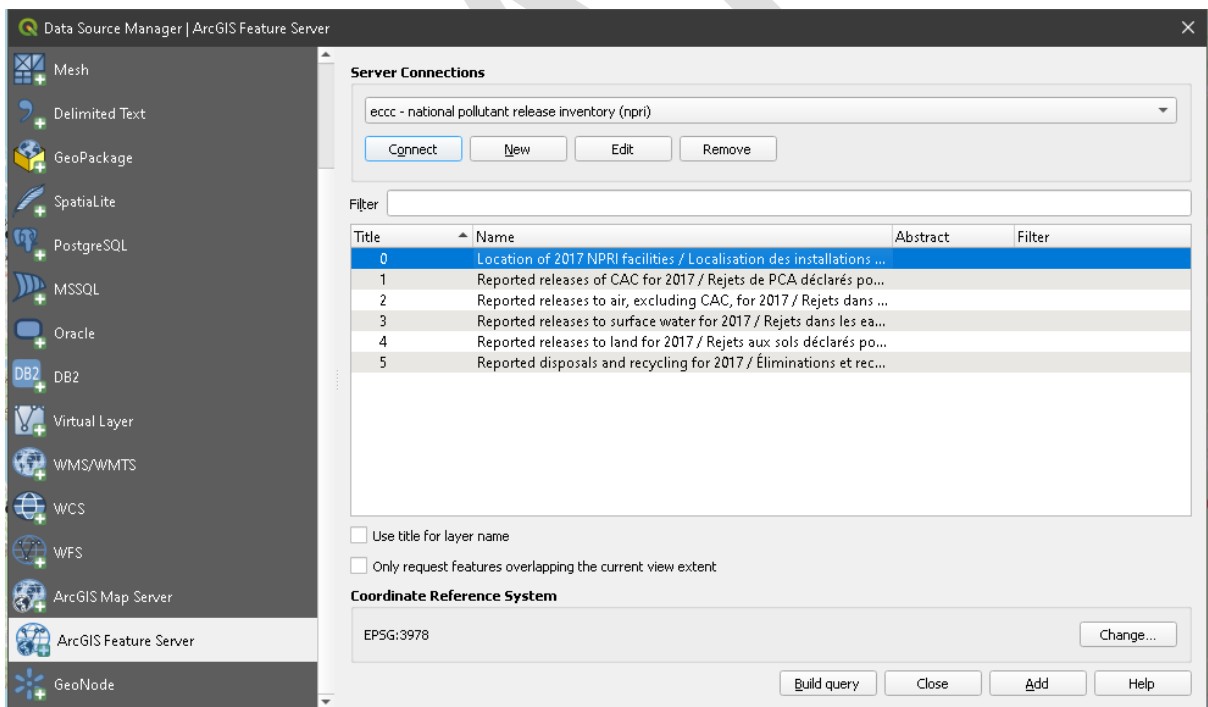 Data Source Manager | ArcGIS Feature Server
Mesh
Delimited Text
GeoPackage
SpatiaLite
PostgreSQL
MSSQL
Oracle
DB2 DB2
Virtual Layer
WMS/WMTS
WCS
WFS
ArcGIS Map Server
ArcGIS Feature Server
GeoNode
Server Connections
eccc - national pollutant release inventory (npri)
Connect New Edit Remove
Filter
Title Name Abstract Filter
0 Location of 2017 NPRI facilities / Localisation des installations ...
1 Reported releases of CAC for 2017 / Rejets de PCA déclarés po...
2 Reported releases to air, excluding CAC, for 2017 / Rejets dans ...
3 Reported releases to surface water for 2017 / Rejets dans les ea...
4 Reported releases to land for 2017 / Rejets aux sols déclarés po...
5 Reported disposals and recycling for 2017 / Éliminations et rec...
Use title for layer name
Only request features overlapping the current view extent
Coordinate Reference System
EPSG:3978 Change...
Build query Close Add Help